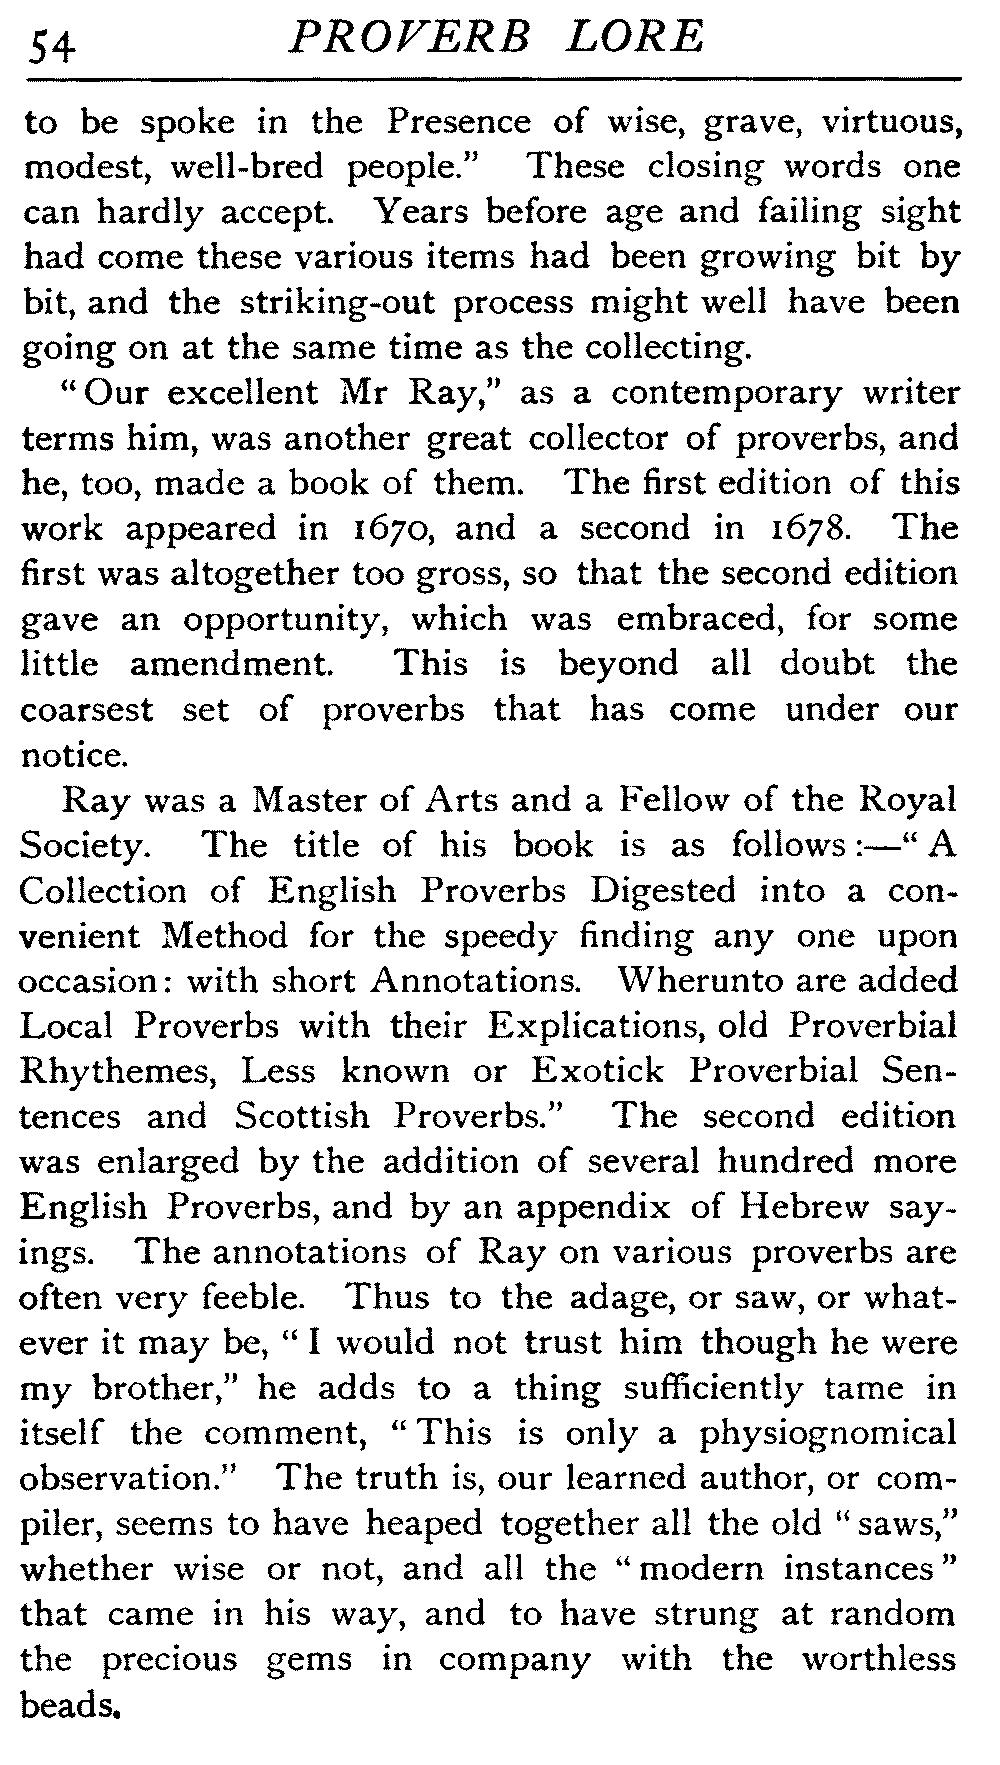 54 PROVERB LORE
to be spoke in the Presence of wise, grave, virtuous,
modest, well-bred people.” These closing words one
can hardly accept. Years before age and failing sight
had come these various items had been growing bit by
bit, and the striking-out process might well have been
going on at the same time as the collecting.
“Our excellent Mr Ray,” as a contemporary writer
terms him, was another great collector of proverbs, and
he, too, made a book of them. The first edition of this
work appeared in 1670, and a second in 1678. The
first was altogether too gross, so that the second edition
gave an opportunity, which was embraced, for some
little amendment. This is beyond all doubt the
coarsest set of proverbs that has come under our
notice.
Ray was a Master of Arts and a Fellow of the Royal
Society. The title of his book is as follows:—“A
Collection of English Proverbs Digested into a con-
venient Method for the speedy finding any one upon
occasion: with short Annotations. Wherunto are added
Local Proverbs with their Explications, old Proverbial
Rhythemes, Less known or Exotick Proverbial Sen-
tences and Scottish Proverbs.” The second edition
was enlarged by the addition of several hundred more
English Proverbs, and by an appendix of Hebrew say-
ings. The annotations of Ray on various proverbs are
often very feeble. Thus to the adage, or saw, or what-
ever it may be, “I would not trust him though he were
my brother,” he adds to a thing sufficiently tame in
itself the comment, “This is only a physiognomical
observation.” The truth is, our learned author, or com-
piler, seems to have heaped together all the old “saws,”
whether wise or not, and all the “modern instances”
that came in his way, and to have strung at random
the precious gems in company with the worthless
beads.